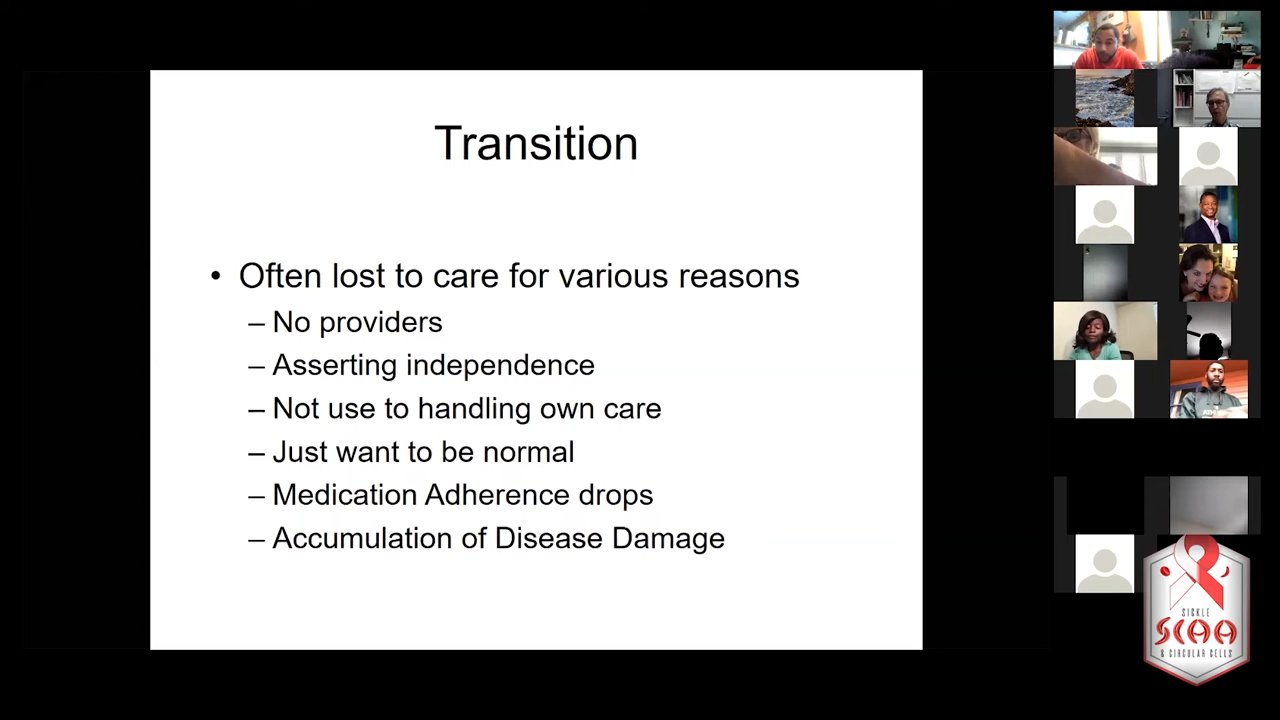 Transition
• Often lost to care for various reasons
– No providers
– Asserting independence
– Not use to handling own care
– Just want to be normal
– Medication Adherence drops
– Accumulation of Disease Damage
SICKLE
SCAA
& CIRCULAR CELLS